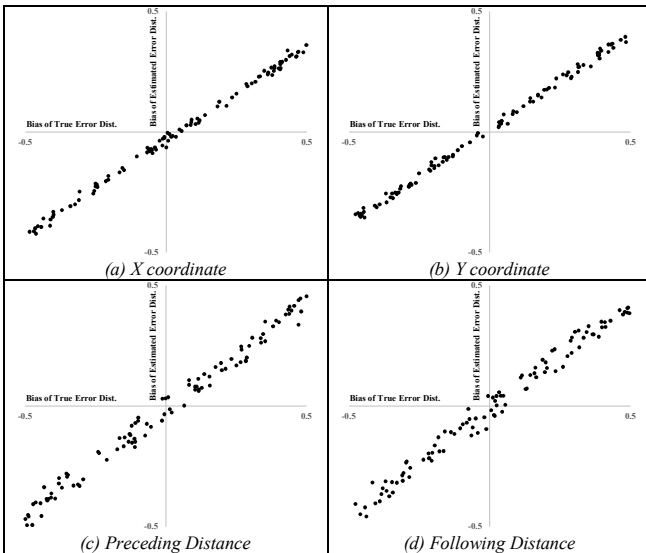 0.5
Bias of Estimated Error Dist.
Bias of True Error Dist.
-0.5
0.5
-0.5
(a) X coordinate
0.5
Bias of Estimated Error Dist.
Bias of True Error Dist.
-0.5
0.5
-0.5
(b) Y coordinate
0.5
Bias of Estimated Error Dist.
Bias of True Error Dist.
-0.5
0.5
-0.5
(c) Preceding Distance
0.5
Bias of Estimated Error Dist.
Bias of True Error Dist.
-0.5
0.5
-0.5
(d) Following Distance